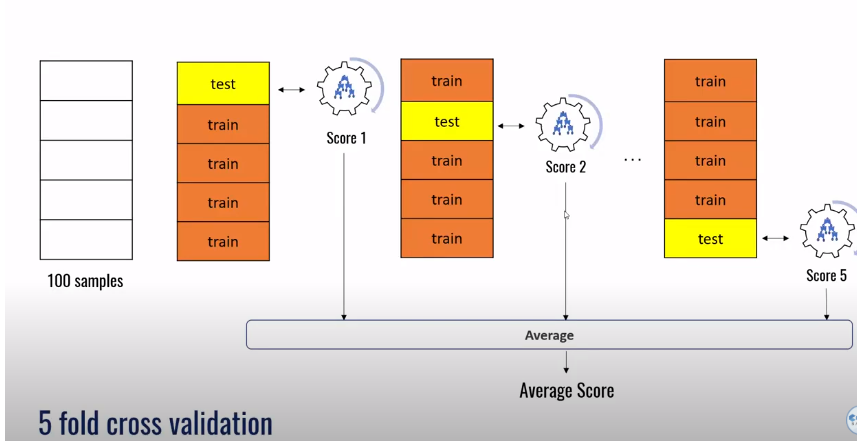 test
train
train
train
train
Score 1
train
test
train
train
train
Score 2
...
train
train
train
train
test
Score 5
100 samples
Average
Average Score
5 fold cross validation